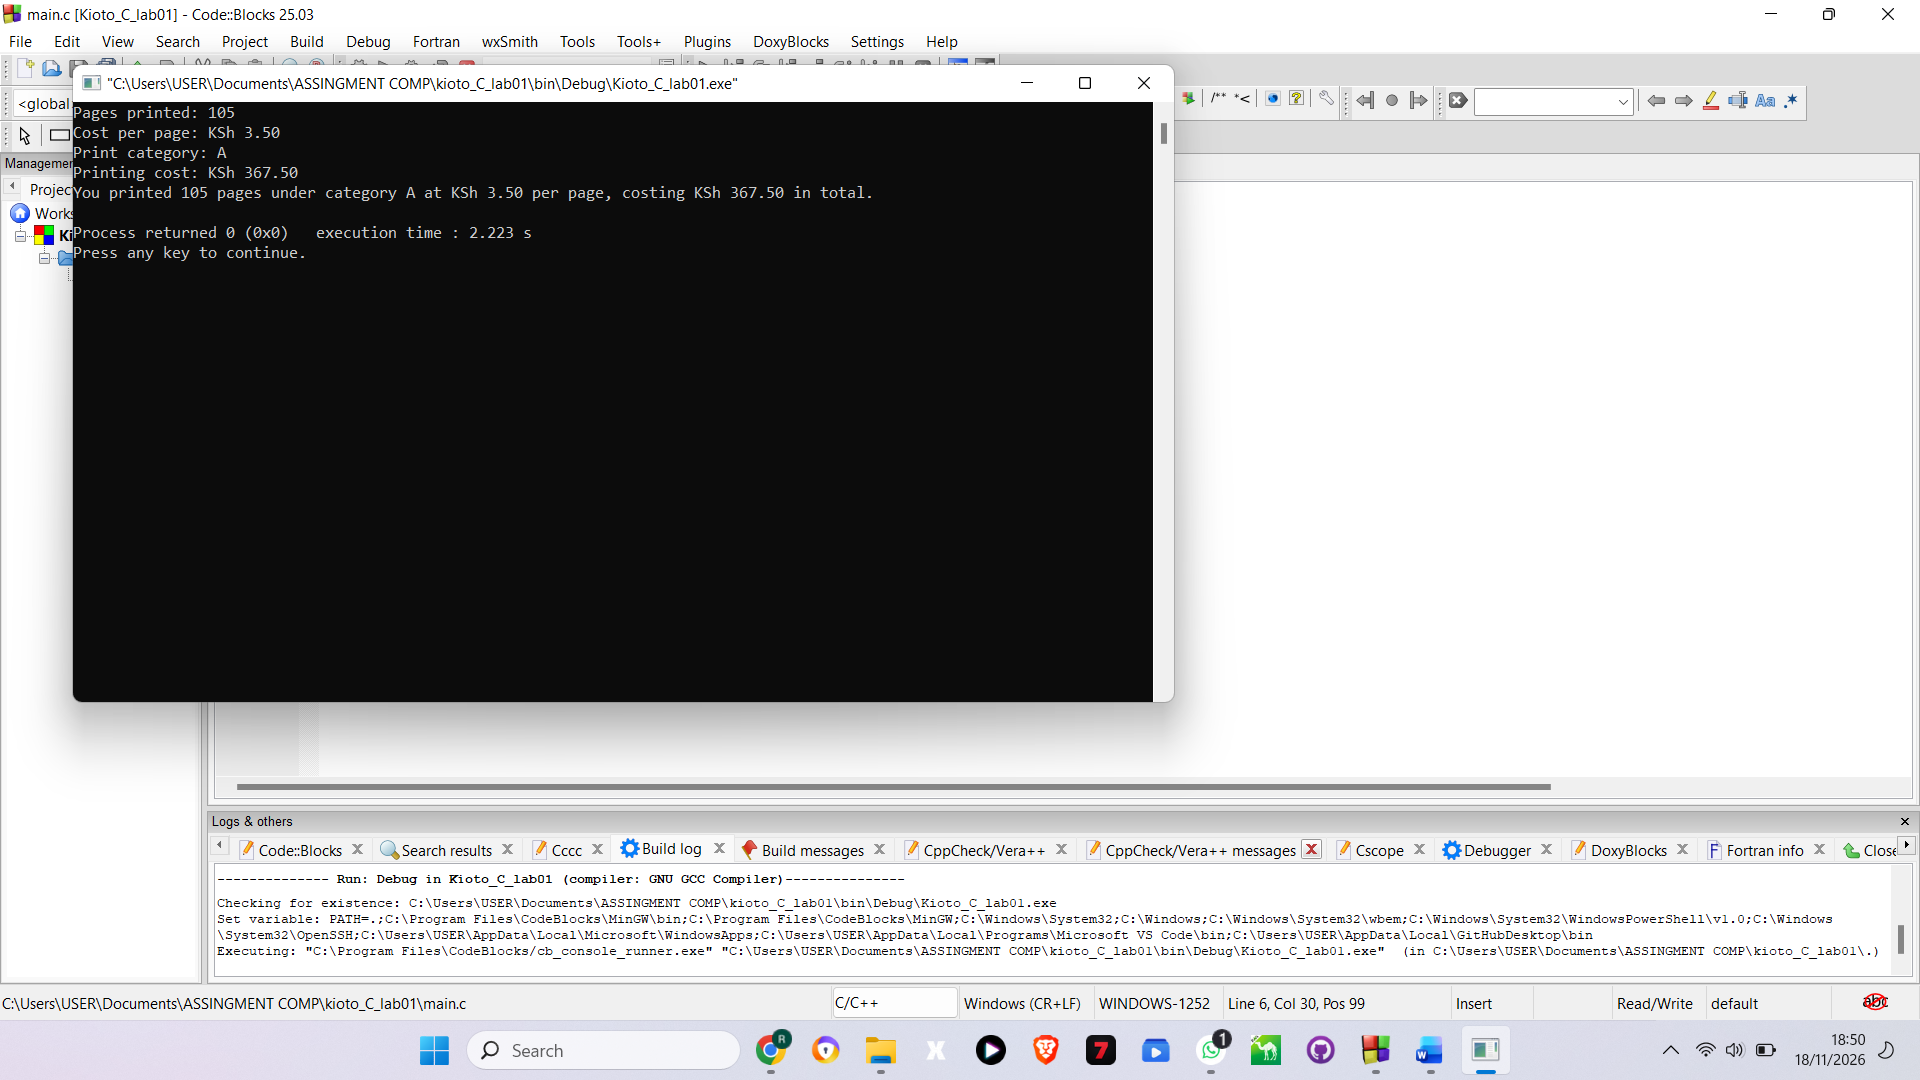 main.c [Kioto_C_lab01] - Code::Blocks 25.03
File Edit View Search Project Build Debug Fortran wxSmith Tools Tools+ Plugins DoxyBlocks Settings Help
"C:\Users\USER\Documents\ASSINGMENT COMP\kioto_C_lab01\bin\Debug\Kioto_C_lab01.exe"
<global
/** *<
Aa .*
Pages printed: 105
Cost per page: KSh 3.50
Print category: A
Managemen
Printing cost: KSh 367.50
Projec
You printed 105 pages under category A at KSh 3.50 per page, costing KSh 367.50 in total.
Works
Ki
Process returned 0 (0x0)   execution time : 2.223 s
Press any key to continue.
Logs & others
Code::Blocks Search results Cccc Build log Build messages CppCheck/Vera++ CppCheck/Vera++ messages Cscope Debugger DoxyBlocks Fortran info Close
-------------- Run: Debug in Kioto_C_lab01 (compiler: GNU GCC Compiler)---------------
Checking for existence: C:\Users\USER\Documents\ASSINGMENT COMP\kioto_C_lab01\bin\Debug\Kioto_C_lab01.exe
Set variable: PATH=.;C:\Program Files\CodeBlocks\MinGW\bin;C:\Program Files\CodeBlocks\MinGW;C:\Windows\System32;C:\Windows;C:\Windows\System32\wbem;C:\Windows\System32\WindowsPowerShell\v1.0;C:\Windows
\System32\OpenSSH;C:\Users\USER\AppData\Local\Microsoft\WindowsApps;C:\Users\USER\AppData\Local\Programs\Microsoft VS Code\bin;C:\Users\USER\AppData\Local\GitHubDesktop\bin
Executing: "C:\Program Files\CodeBlocks/cb_console_runner.exe" "C:\Users\USER\Documents\ASSINGMENT COMP\kioto_C_lab01\bin\Debug\Kioto_C_lab01.exe"  (in C:\Users\USER\Documents\ASSINGMENT COMP\kioto_C_lab01\.)
C:\Users\USER\Documents\ASSINGMENT COMP\kioto_C_lab01\main.c C/C++ Windows (CR+LF) WINDOWS-1252 Line 6, Col 30, Pos 99 Insert Read/Write default abc
Search
R
7
1
W
18:50
18/11/2026